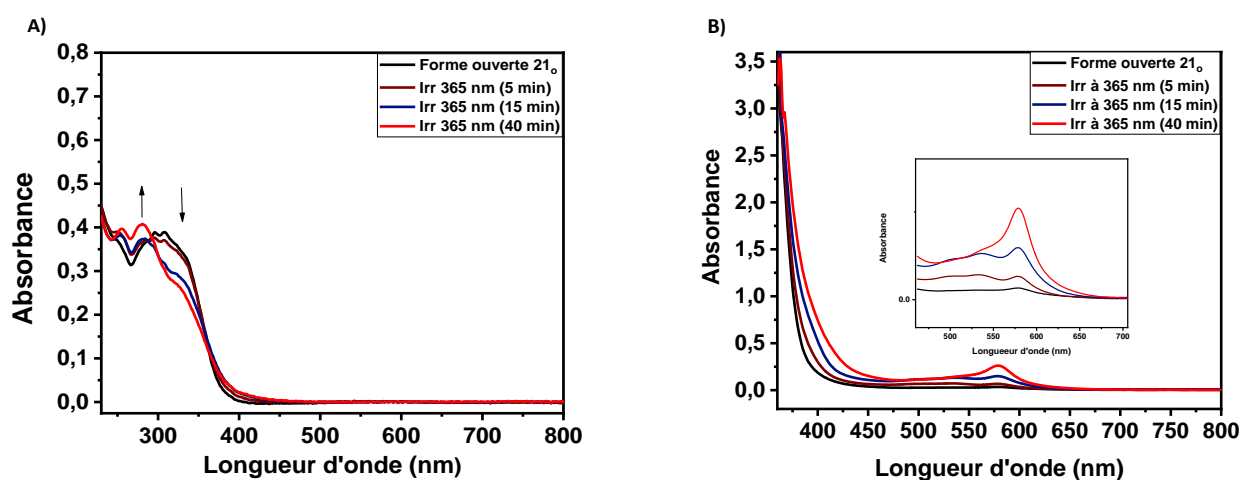 A)
0,8
0,7
0,6
0,5
0,4
0,3
0,2
0,1
0,0
Absorbance
300 400 500 600 700 800
Longueur d'onde (nm)
Forme ouverte 21o
Irr 365 nm (5 min)
Irr 365 nm (15 min)
Irr 365 nm (40 min)
B)
3,5
3,0
2,5
2,0
1,5
1,0
0,5
0,0
Absorbance
400 450 500 550 600 650 700 750 800
Longueur d'onde (nm)
Forme ouverte 21o
Irr à 365 nm (5 min)
Irr à 365 nm (15 min)
Irr à 365 nm (40 min)
Absorbance
0.0
500 550 600 650 700
Longueueur d'onde (nm)